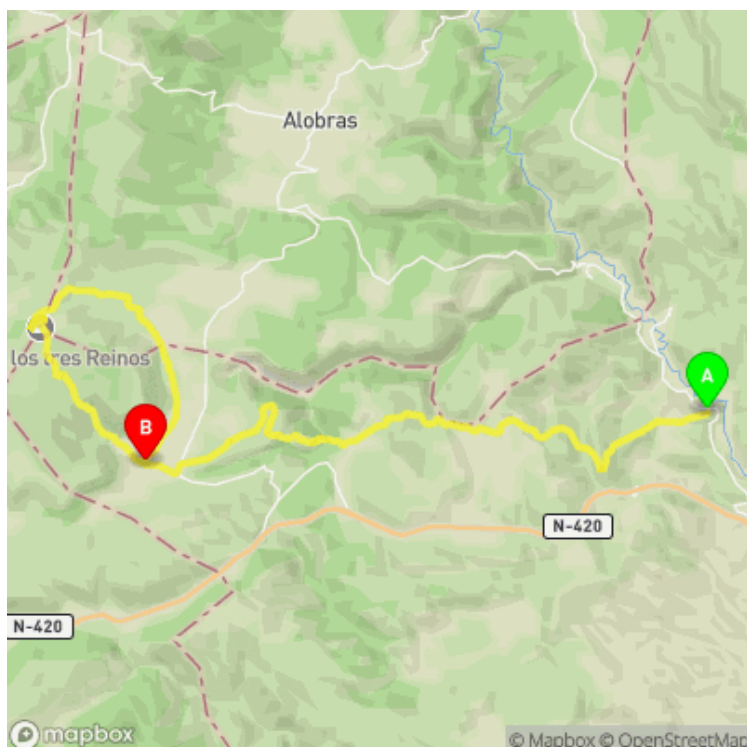 Alobras
los tres Reinos
A
B
N-420
N-420
mapbox
© Mapbox © OpenStreetMap